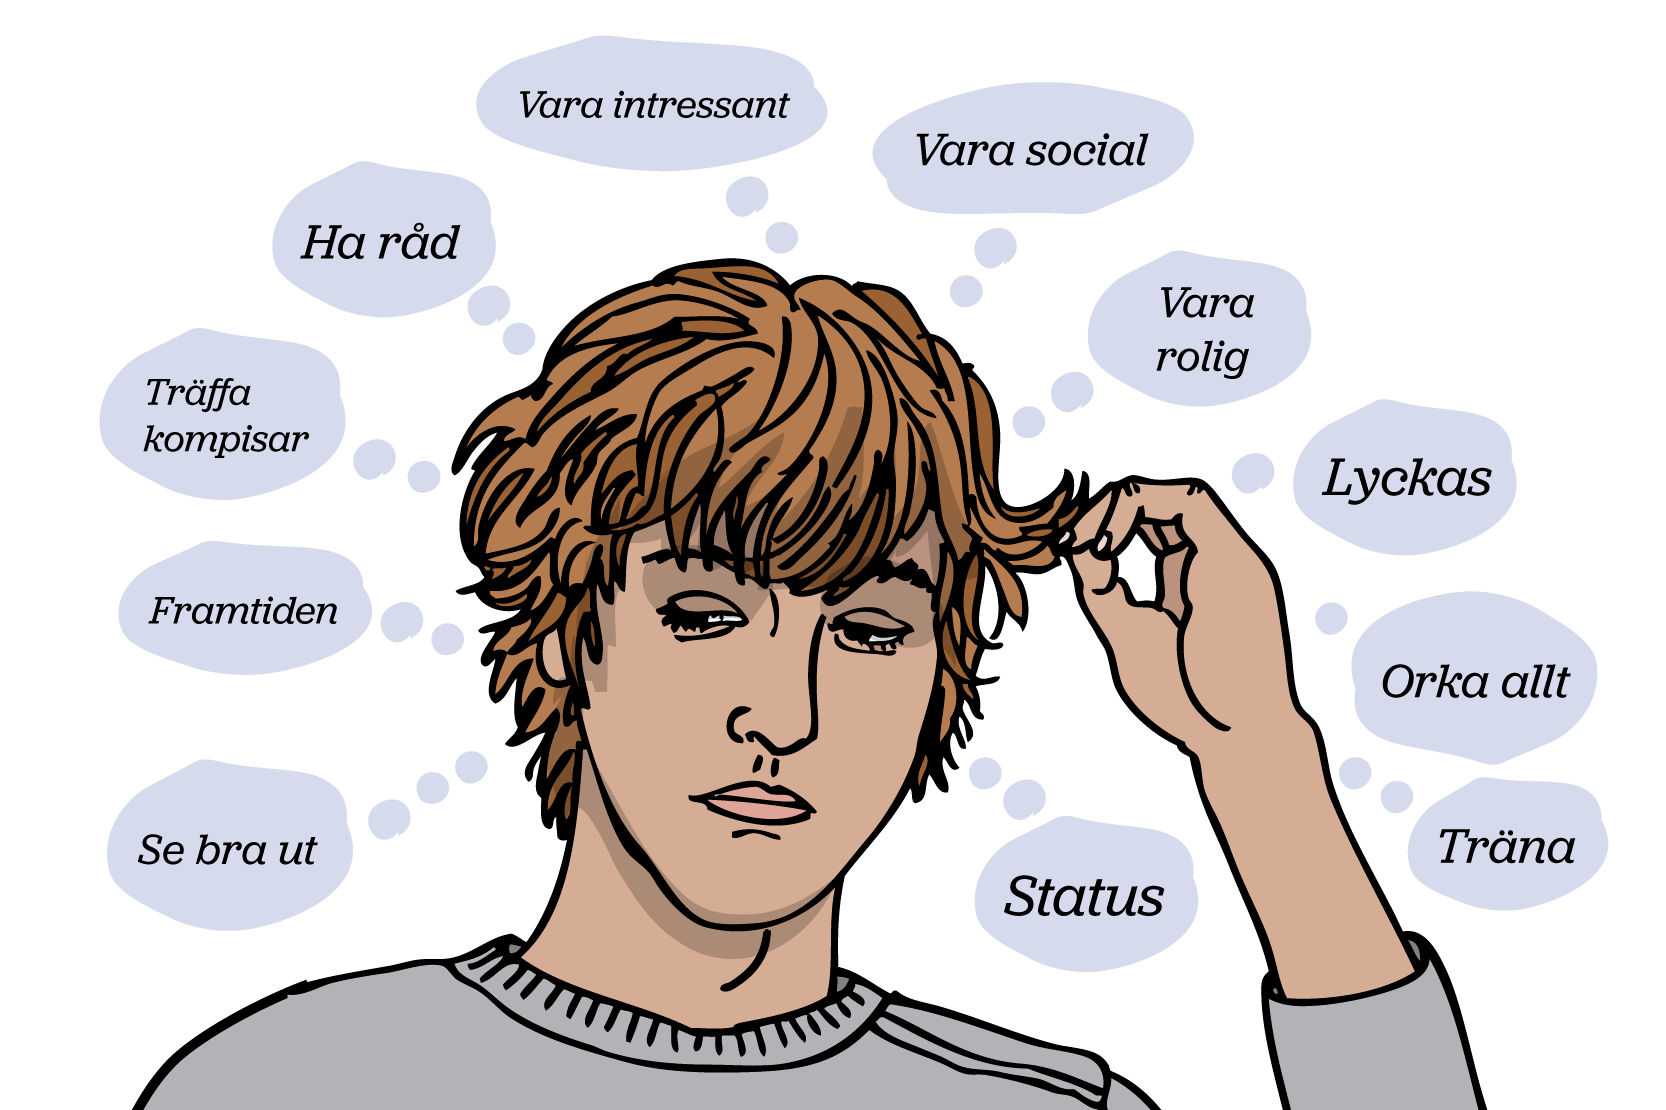 Vara intressant
Vara social
Ha råd
Vara
rolig
Träffa
kompisar
Lyckas
Framtiden
Orka allt
Se bra ut
Träna
Status